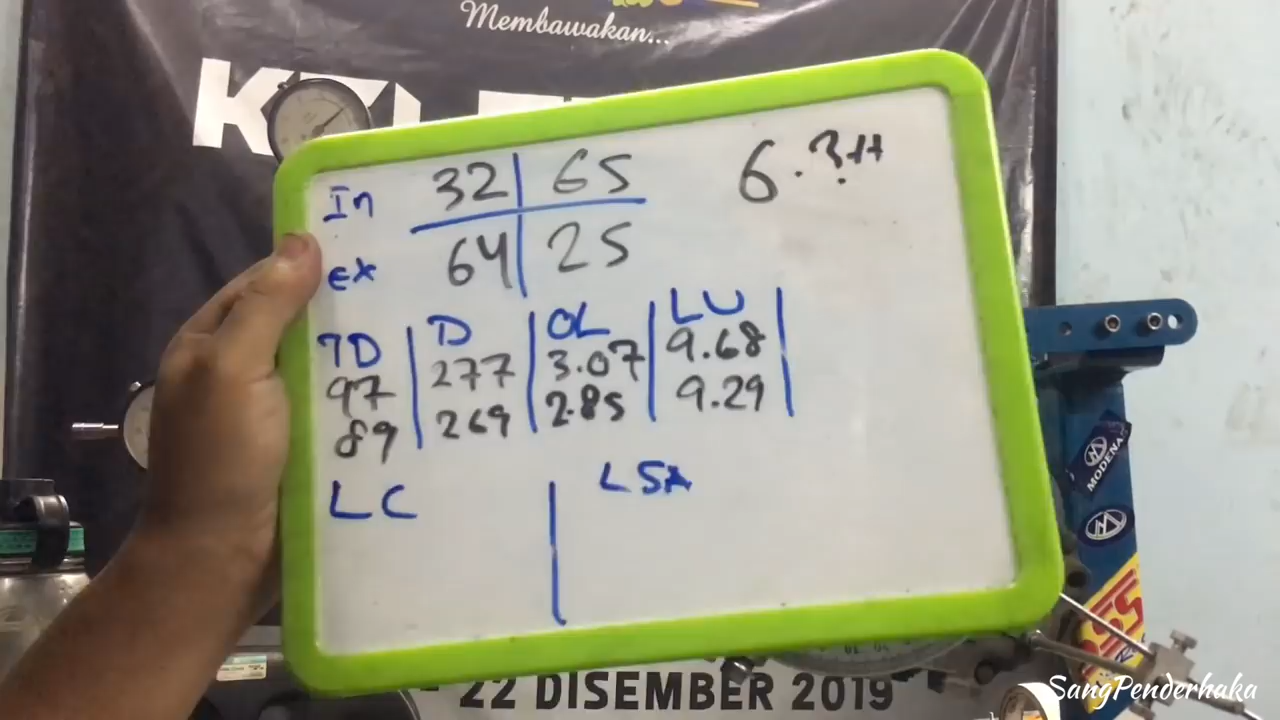 Membawakan...
In 32 65 6.??
ex 64 25
TD D OL LU
97 277 3.07 9.68
89 269 2.85 9.29
LC LSA
MODENA
22 DISEMBER 2019
SangPenderhaka